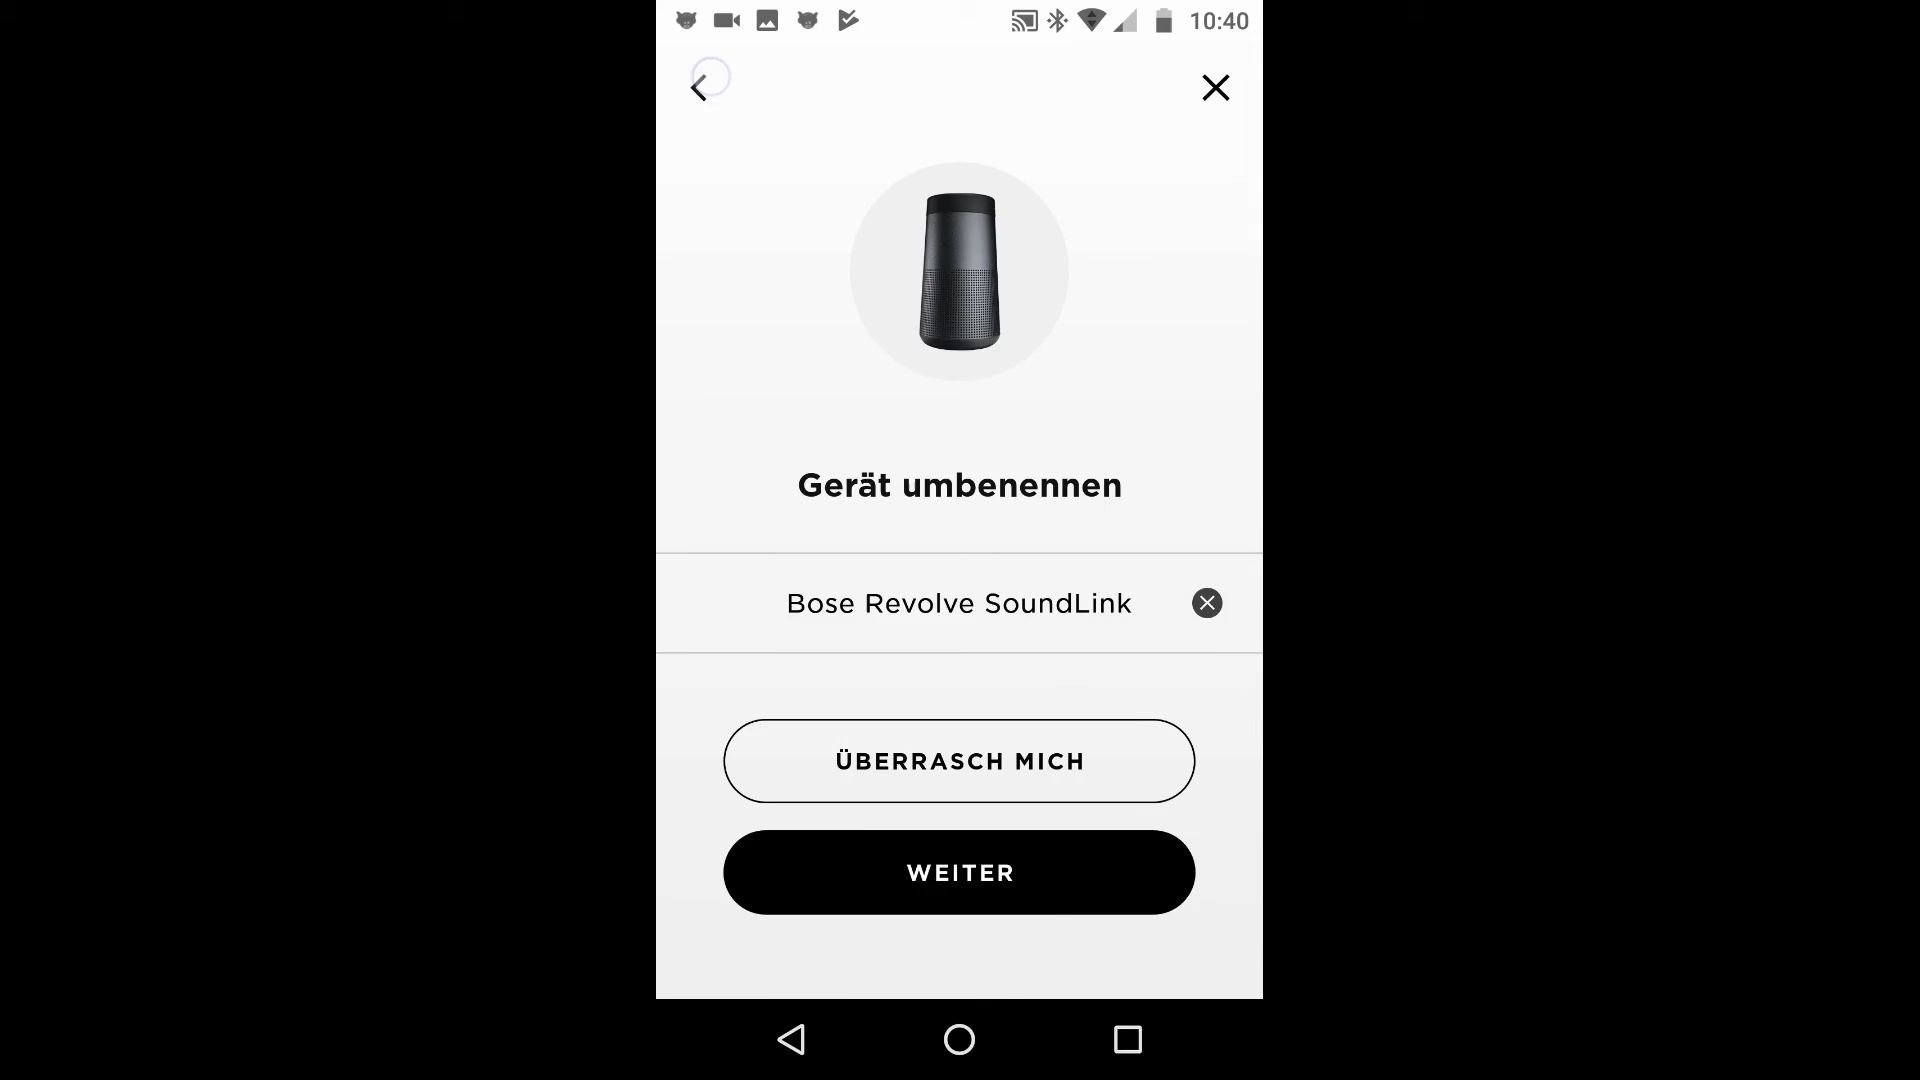 10:40
Gerät umbenennen
Bose Revolve SoundLink
ÜBERRASCH MICH
WEITER